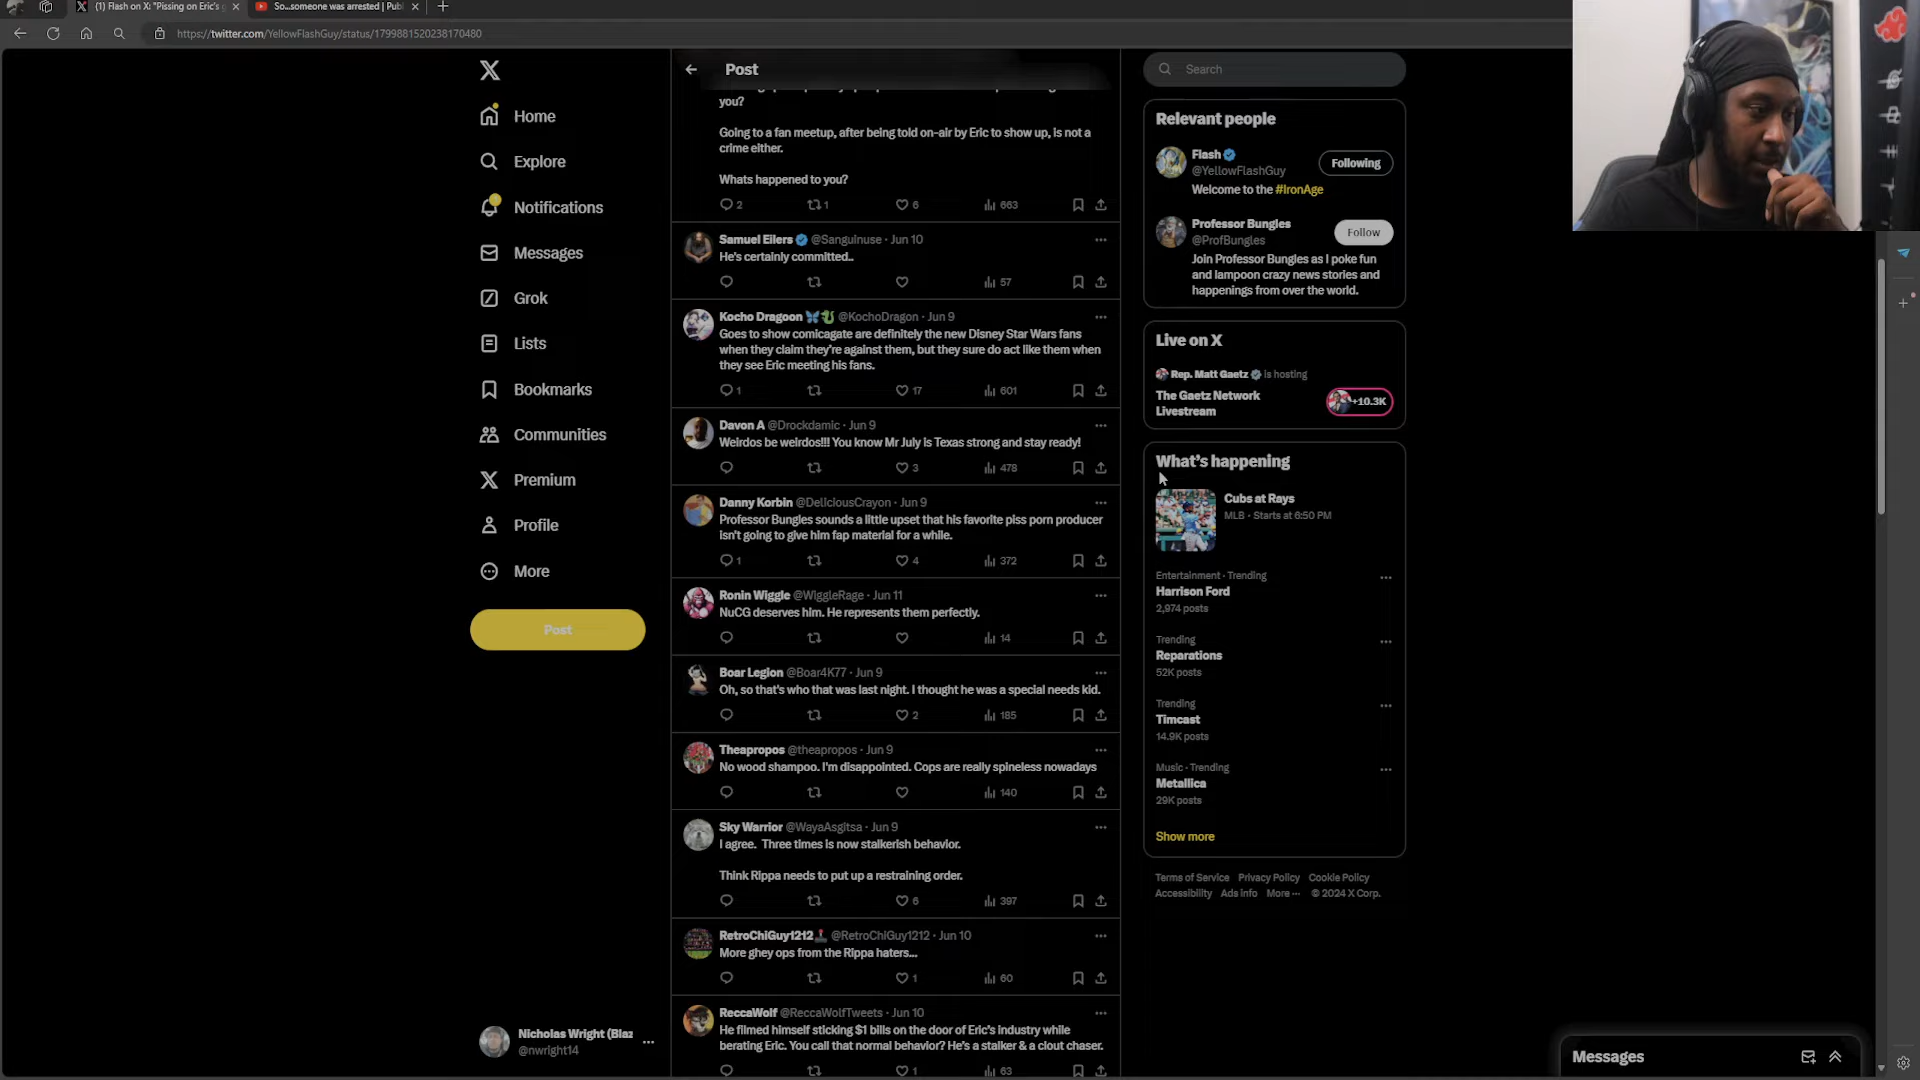 (1) Flash on X: "Pissing on Eric's
So...someone was arrested | Pub
https://twitter.com/YellowFlashGuy/status/1799881520238170480
Home
Explore
Notifications
Messages
Grok
Lists
Bookmarks
Communities
Premium
Profile
More
Post
Nicholas Wright (Blaz
@nwright14
Post
you?
Going to a fan meetup, after being told on-air by Eric to show up, is not a
crime either.
Whats happened to you?
2 1 6 663
Samuel Eilers @Sanguinuse · Jun 10
He's certainly committed..
57
Kocho Dragoon @KochoDragon · Jun 9
Goes to show comicagate are definitely the new Disney Star Wars fans
when they claim they're against them, but they sure do act like them when
they see Eric meeting his fans.
1 17 601
Davon A @Drockdamic · Jun 9
Weirdos be weirdos!!! You know Mr July is Texas strong and stay ready!
3 478
Danny Korbin @DeliciousCrayon · Jun 9
Professor Bungles sounds a little upset that his favorite piss porn producer
isn't going to give him fap material for a while.
1 4 372
Ronin Wiggle @WiggleRage · Jun 11
NuCG deserves him. He represents them perfectly.
14
Boar Legion @Boar4K77 · Jun 9
Oh, so that's who that was last night. I thought he was a special needs kid.
2 185
Theapropos @theapropos · Jun 9
No wood shampoo. I'm disappointed. Cops are really spineless nowadays
140
Sky Warrior @WayaAsgitsa · Jun 9
I agree. Three times is now stalkerish behavior.
Think Rippa needs to put up a restraining order.
6 397
RetroChiGuy1212 @RetroChiGuy1212 · Jun 10
More ghey ops from the Rippa haters...
1 60
ReccaWolf @ReccaWolfTweets · Jun 10
He filmed himself sticking $1 bills on the door of Eric's industry while
berating Eric. You call that normal behavior? He's a stalker & a clout chaser.
1 63
Search
Relevant people
Flash
@YellowFlashGuy
Following
Welcome to the #IronAge
Professor Bungles
@ProfBungles
Follow
Join Professor Bungles as I poke fun
and lampoon crazy news stories and
happenings from over the world.
Live on X
Rep. Matt Gaetz is hosting
The Gaetz Network
Livestream
+10.3K
What's happening
Cubs at Rays
MLB · Starts at 6:50 PM
Entertainment · Trending
Harrison Ford
2,974 posts
Trending
Reparations
52K posts
Trending
Timcast
14.9K posts
Music · Trending
Metallica
29K posts
Show more
Terms of Service Privacy Policy Cookie Policy
Accessibility Ads info More ··· © 2024 X Corp.
Messages